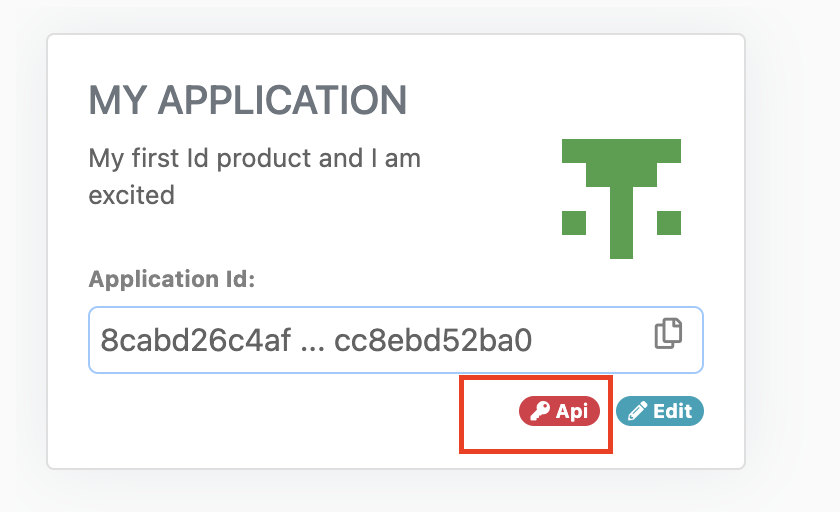 MY APPLICATION
My first Id product and I am
excited
Application Id:
8cabd26c4af ... cc8ebd52ba0
Api
Edit